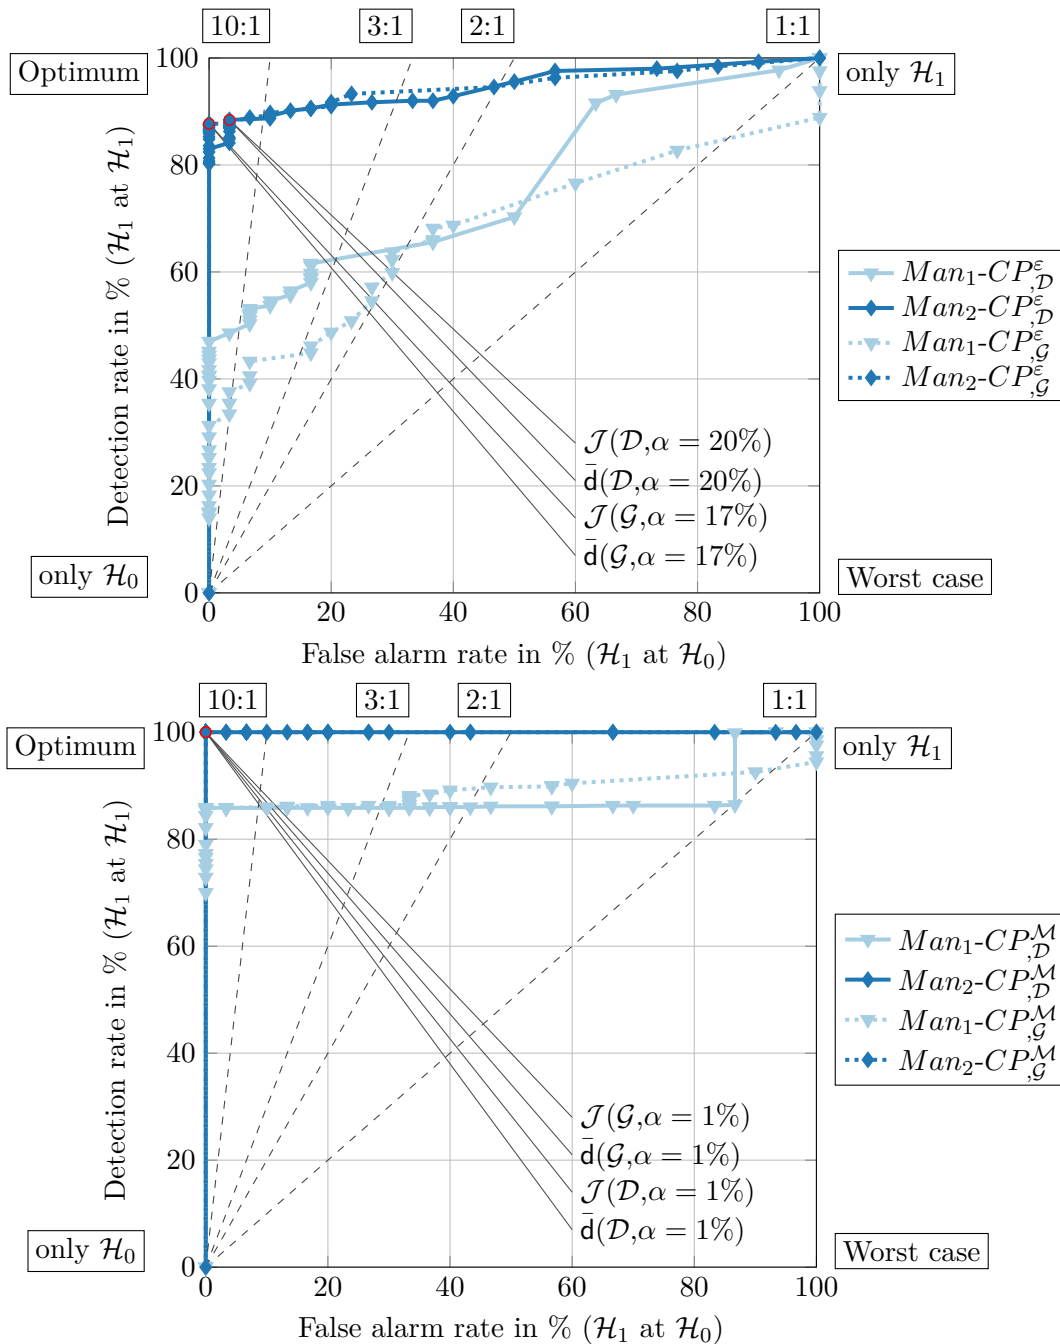 10:1 3:1 2:1 1:1
Optimum 100 only ℋ₁
80
60
40
20
0
Detection rate in % (ℋ₁ at ℋ₀)
Man₁-CP^ε_,𝒟
Man₂-CP^ε_,𝒟
Man₁-CP^ε_,𝒢
Man₂-CP^ε_,𝒢
𝒥(𝒟,α = 20%)
d̄(𝒟,α = 20%)
𝒥(𝒢,α = 17%)
d̄(𝒢,α = 17%)
only ℋ₀ Worst case
0 20 40 60 80 100
False alarm rate in % (ℋ₁ at ℋ₀)
10:1 3:1 2:1 1:1
Optimum 100 only ℋ₁
80
60
40
20
0
Detection rate in % (ℋ₁ at ℋ₁)
Man₁-CP^ℳ_,𝒟
Man₂-CP^ℳ_,𝒟
Man₁-CP^ℳ_,𝒢
Man₂-CP^ℳ_,𝒢
𝒥(𝒢,α = 1%)
d̄(𝒢,α = 1%)
𝒥(𝒟,α = 1%)
d̄(𝒟,α = 1%)
only ℋ₀ Worst case
0 20 40 60 80 100
False alarm rate in % (ℋ₁ at ℋ₀)